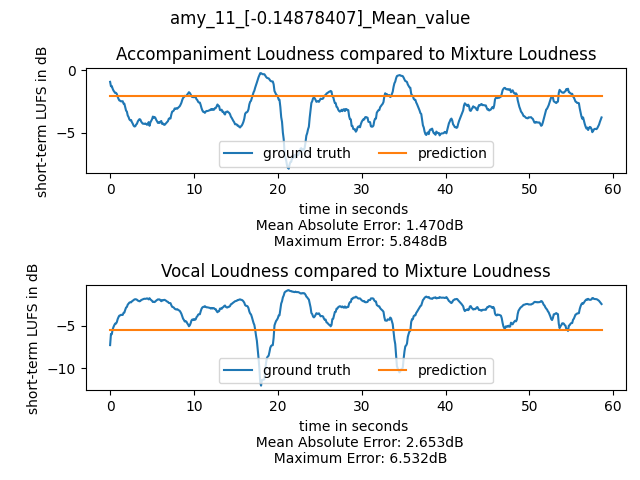 amy_11_[-0.14878407]_Mean_value
Accompaniment Loudness compared to Mixture Loudness
short-term LUFS in dB
0
−5
ground truth
prediction
0 10 20 30 40 50 60
time in seconds
Mean Absolute Error: 1.470dB
Maximum Error: 5.848dB
Vocal Loudness compared to Mixture Loudness
short-term LUFS in dB
−5
−10
ground truth
prediction
0 10 20 30 40 50 60
time in seconds
Mean Absolute Error: 2.653dB
Maximum Error: 6.532dB